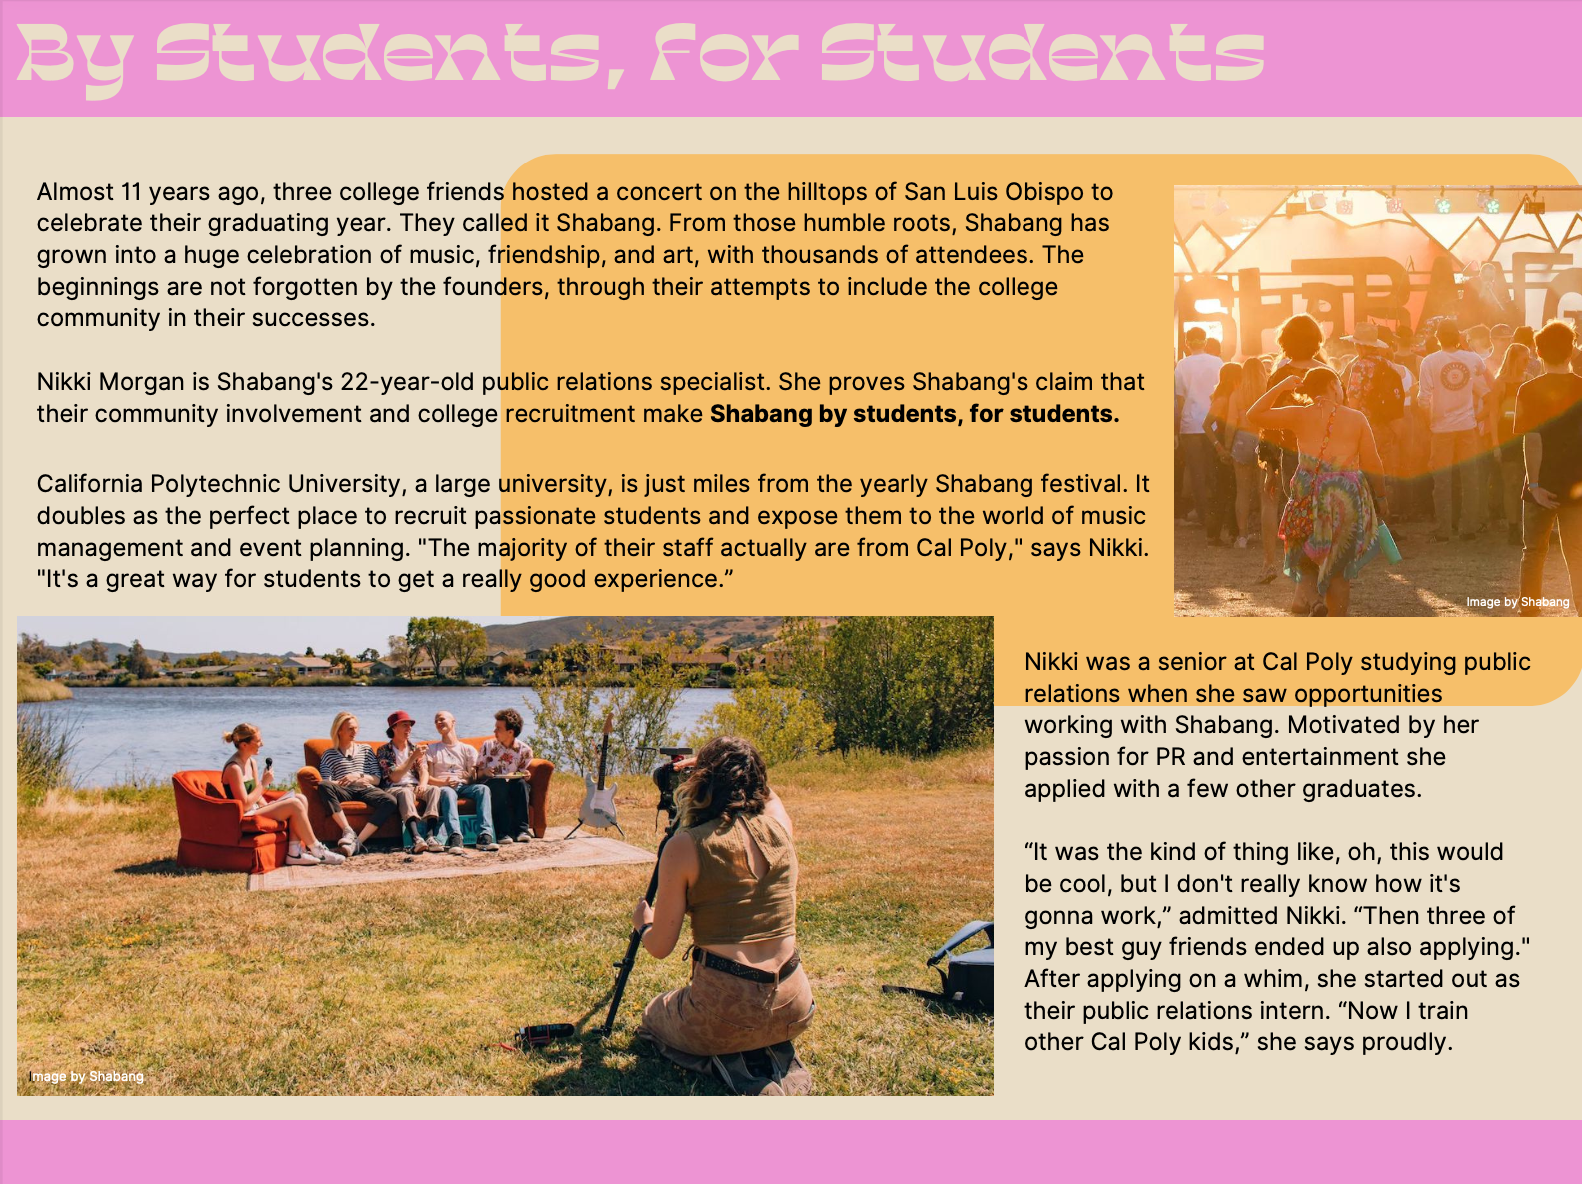 By Students, For Students
Almost 11 years ago, three college friends hosted a concert on the hilltops of San Luis Obispo to
celebrate their graduating year. They called it Shabang. From those humble roots, Shabang has
grown into a huge celebration of music, friendship, and art, with thousands of attendees. The
beginnings are not forgotten by the founders, through their attempts to include the college
community in their successes.
Nikki Morgan is Shabang's 22-year-old public relations specialist. She proves Shabang's claim that
their community involvement and college recruitment make Shabang by students, for students.
California Polytechnic University, a large university, is just miles from the yearly Shabang festival. It
doubles as the perfect place to recruit passionate students and expose them to the world of music
management and event planning. "The majority of their staff actually are from Cal Poly," says Nikki.
"It's a great way for students to get a really good experience.”
SHABANG
Image by Shabang
Image by Shabang
Nikki was a senior at Cal Poly studying public
relations when she saw opportunities
working with Shabang. Motivated by her
passion for PR and entertainment she
applied with a few other graduates.
“It was the kind of thing like, oh, this would
be cool, but I don't really know how it's
gonna work,” admitted Nikki. “Then three of
my best guy friends ended up also applying."
After applying on a whim, she started out as
their public relations intern. “Now I train
other Cal Poly kids,” she says proudly.